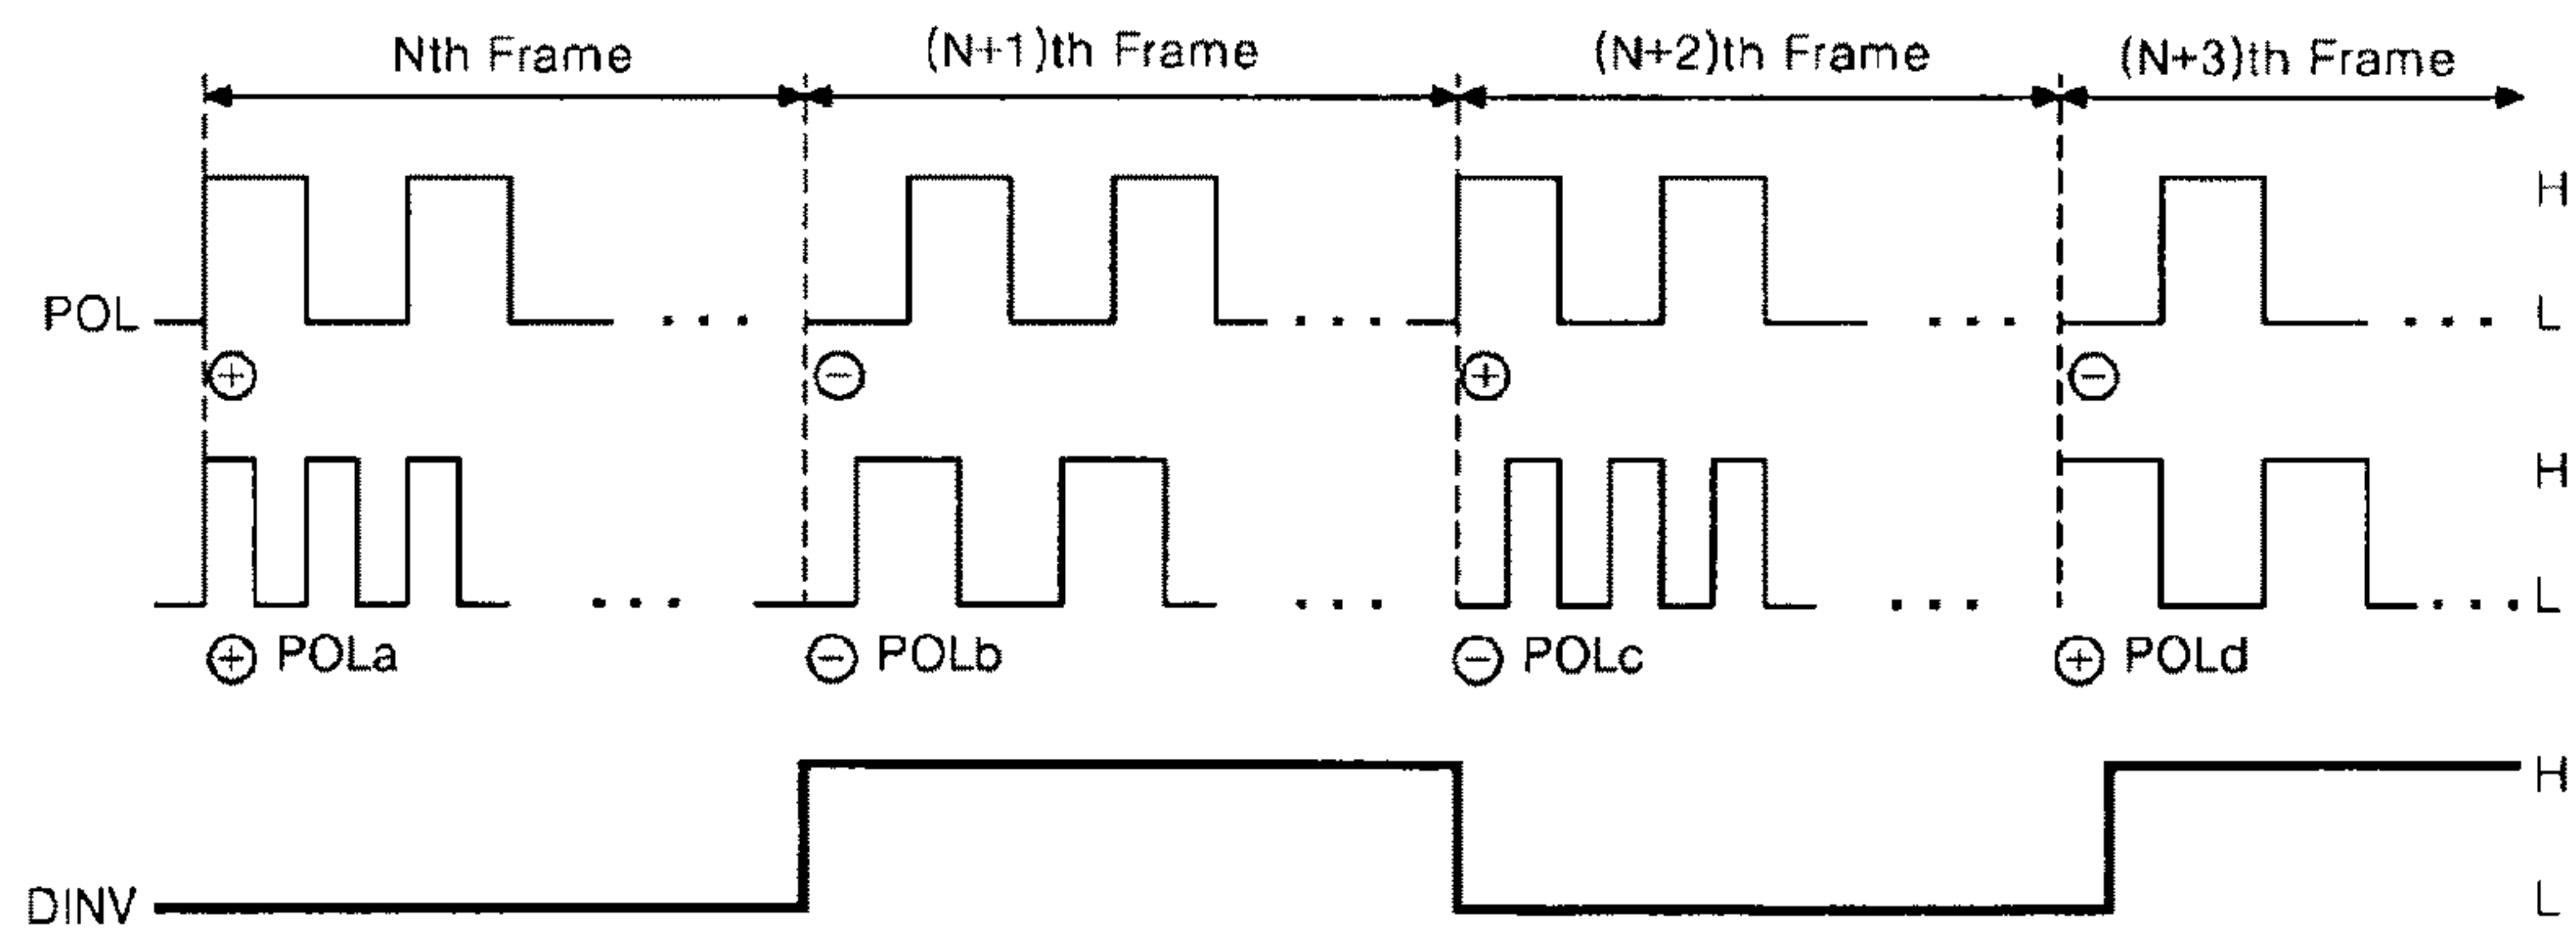 Nth Frame (N+1)th Frame (N+2)th Frame (N+3)th Frame
H
POL ... ... ... ... L
⊕ ⊖ ⊕ ⊖
H
... ... ... ... L
⊕ POLa ⊖ POLb ⊖ POLc ⊕ POLd
H
DINV L